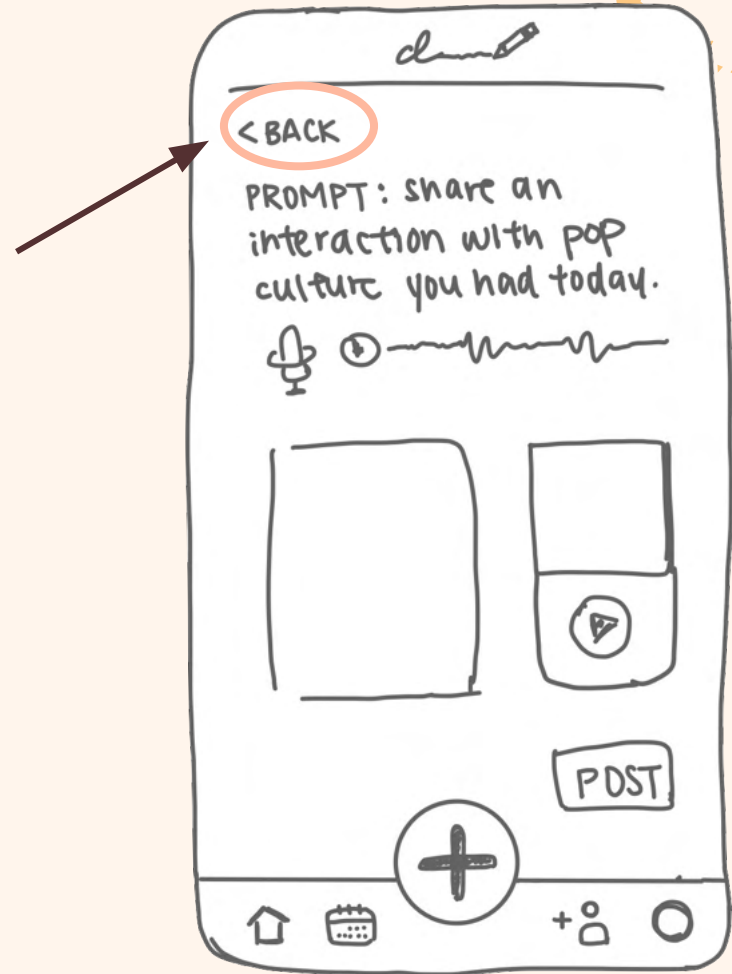 < BACK
PROMPT: share an
interaction with pop
culture you had today.
POST